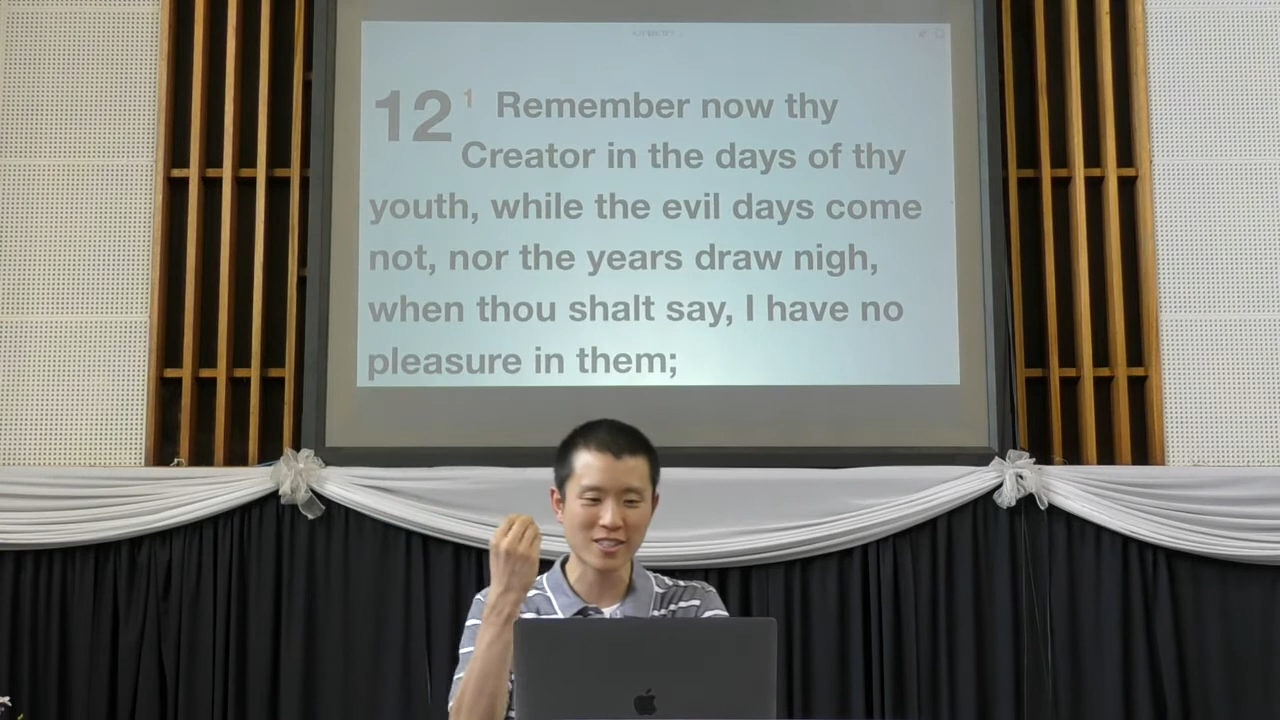 12 1 Remember now thy
Creator in the days of thy
youth, while the evil days come
not, nor the years draw nigh,
when thou shalt say, I have no
pleasure in them;